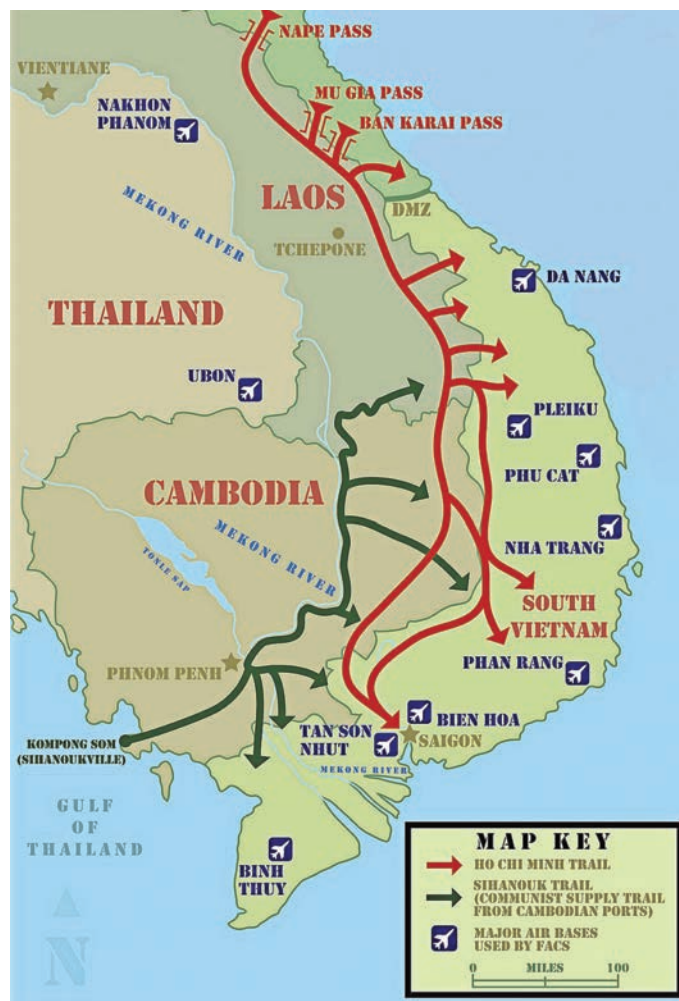 NAPE PASS
VIENTIANE
MU GIA PASS
NAKHON
PHANOM
BAN KARAI PASS
LAOS
DMZ
MEKONG RIVER
TCHEPONE
DA NANG
THAILAND
UBON
PLEIKU
PHU CAT
CAMBODIA
MEKONG RIVER
NHA TRANG
TONLE SAP
SOUTH
VIETNAM
PHNOM PENH
PHAN RANG
BIEN HOA
TAN SON
NHUT
SAIGON
KOMPONG SOM
(SIHANOUKVILLE)
MEKONG RIVER
GULF
OF
THAILAND
BINH
THUY
N
MAP KEY
HO CHI MINH TRAIL
SIHANOUK TRAIL
(COMMUNIST SUPPLY TRAIL
FROM CAMBODIAN PORTS)
MAJOR AIR BASES
USED BY FACS
0 MILES 100